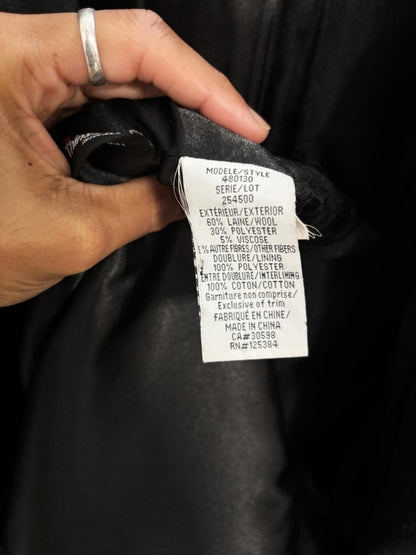 MODELE/STYLE
480130
SERIE/LOT
254500
EXTÉRIEUR/EXTERIOR
60% LAINE/WOOL
30% POLYESTER
5% VISCOSE
5% AUTRE FIBRES/OTHER FIBERS
DOUBLURE/LINING
100% POLYESTER
ENTRE DOUBLURE/INTERLINING
100% COTON/COTTON
Garniture non comprise/
Exclusive of trim
FABRIQUÉ EN CHINE/
MADE IN CHINA
CA#30598
RN#125384